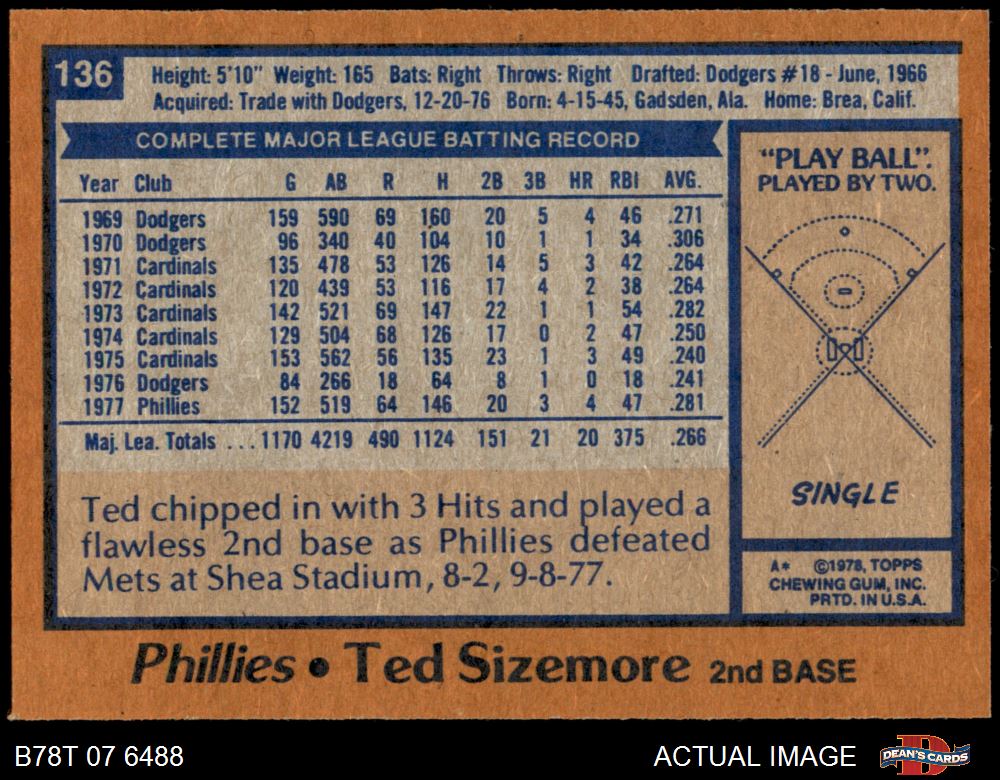 136
Height: 5'10" Weight: 165 Bats: Right Throws: Right Drafted: Dodgers #18 - June, 1966
Acquired: Trade with Dodgers, 12-20-76 Born: 4-15-45, Gadsden, Ala. Home: Brea, Calif.
COMPLETE MAJOR LEAGUE BATTING RECORD
Year Club G AB R H 2B 3B HR RBI AVG.
1969 Dodgers 159 590 69 160 20 5 4 46 .271
1970 Dodgers 96 340 40 104 10 1 1 34 .306
1971 Cardinals 135 478 53 126 14 5 3 42 .264
1972 Cardinals 120 439 53 116 17 4 2 38 .264
1973 Cardinals 142 521 69 147 22 1 1 54 .282
1974 Cardinals 129 504 68 126 17 0 2 47 .250
1975 Cardinals 153 562 56 135 23 1 3 49 .240
1976 Dodgers 84 266 18 64 8 1 0 18 .241
1977 Phillies 152 519 64 146 20 3 4 47 .281
Maj. Lea. Totals ...1170 4219 490 1124 151 21 20 375 .266
Ted chipped in with 3 Hits and played a
flawless 2nd base as Phillies defeated
Mets at Shea Stadium, 8-2, 9-8-77.
"PLAY BALL".
PLAYED BY TWO.
SINGLE
A* ©1978, TOPPS
CHEWING GUM, INC.
PRTD. IN U.S.A.
Phillies • Ted Sizemore 2nd BASE
B78T 07 6488
ACTUAL IMAGE
D
DEAN'S CARDS